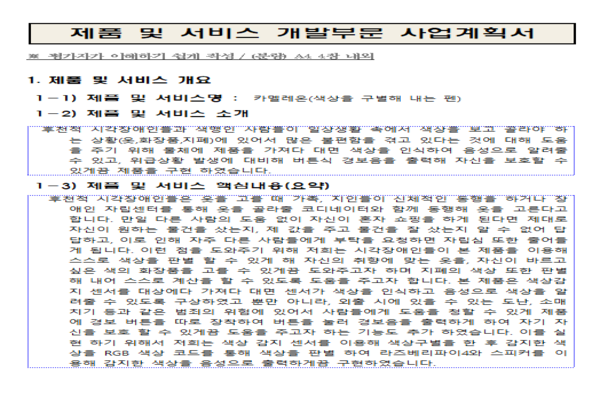 제품 및 서비스 개발부문 사업계획서
※ 평가자가 이해하기 쉽게 작성 / (분량) A4 4장 내외
1. 제품 및 서비스 개요
1-1) 제품 및 서비스명 : 카멜레온(색상을 구별해 내는 펜)
1-2) 제품 및 서비스 소개
후천적 시각장애인들과 색맹인 사람들이 일상생활 속에서 색상을 보고 골라야 하
는 상황(옷,화장품,지폐)에 있어서 많은 불편함을 겪고 있다는 것에 대해 도움
을 주기 위해 물체에 제품을 가져다 대면 색상을 인식하여 음성으로 알려줄
수 있고, 위급상황 발생에 대비해 버튼식 경보음을 출력해 자신을 보호할 수
있게끔 제품을 구현 하였습니다.
1-3) 제품 및 서비스 핵심내용(요약)
후천적 시각장애인들은 옷을 고를 때 가족, 지인들이 신체적인 동행을 하거나 장
애인 자립센터를 통해 옷을 골라줄 코디네이터와 함께 동행해 옷을 고른다고
합니다. 만일 다른 사람의 도움 없이 자신이 혼자 쇼핑을 하게 된다면 제대로
자신이 원하는 물건을 샀는지, 제 값을 주고 물건을 잘 샀는지 알 수 없어 답
답하고, 이로 인해 자주 다른 사람들에게 부탁을 요청하면 자립심 또한 줄어들
게 됩니다. 이런 점을 도와주기 위해 저희는 시각장애인들이 본 제품을 이용해
스스로 색상을 판별 할 수 있게 해 자신의 취향에 맞는 옷을, 자신이 바르고
싶은 색의 화장품을 고를 수 있게끔 도와주고자 하며 지폐의 색상 또한 판별
해 내어 스스로 계산을 할 수 있도록 도움을 주고자 합니다. 본 제품은 색상감
지 센서를 대상에다 가져다 대면 센서가 색상을 인식하고 음성으로 색상을 알
려줄 수 있도록 구상하였고 뿐만 아니라, 외출 시에 있을 수 있는 도난, 소매
치기 등과 같은 범죄의 위험에 있어서 사람들에게 도움을 청할 수 있게 제품
에 경보 버튼을 따로 장착하여 버튼을 눌러 경보음을 출력하게 하여 자기 자
신을 보호 할 수 있게끔 도움을 주고자 하는 기능도 추가 하였습니다. 이를 실
현 하기 위해서 저희는 색상 감지 센서를 이용해 색상구별을 한 후 감지한 색
상을 RGB 색상 코드를 통해 색상을 판별 하여 라즈베리파이4와 스피커를 이
용해 감지한 색상을 음성으로 출력하게끔 구현하였습니다.